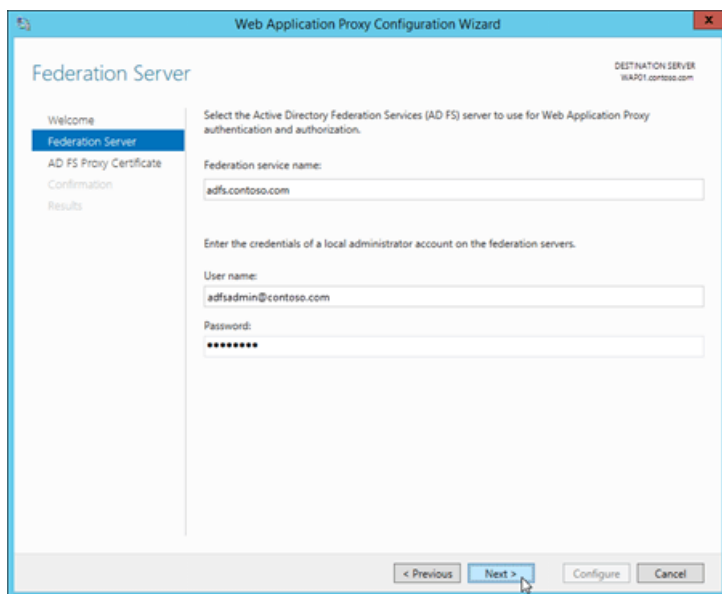 Web Application Proxy Configuration Wizard
x
Federation Server
DESTINATION SERVER
WAP01.contoso.com
Welcome
Federation Server
AD FS Proxy Certificate
Confirmation
Results
Select the Active Directory Federation Services (AD FS) server to use for Web Application Proxy
authentication and authorization.
Federation service name:
adfs.contoso.com
Enter the credentials of a local administrator account on the federation servers.
User name:
adfsadmin@contoso.com
Password:
••••••••
< Previous
Next >
Configure
Cancel